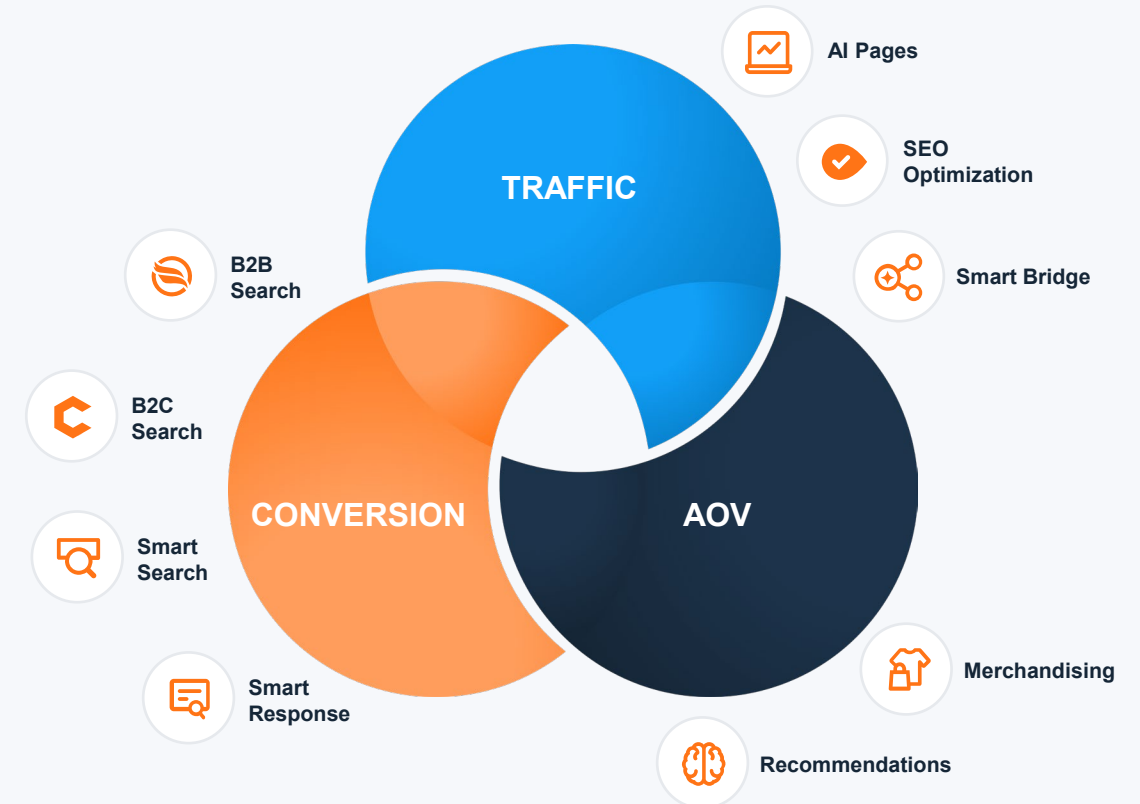 AI Pages
SEO
Optimization
TRAFFIC
B2B
Search
Smart Bridge
B2C
Search
CONVERSION
AOV
Smart
Search
Merchandising
Smart
Response
Recommendations